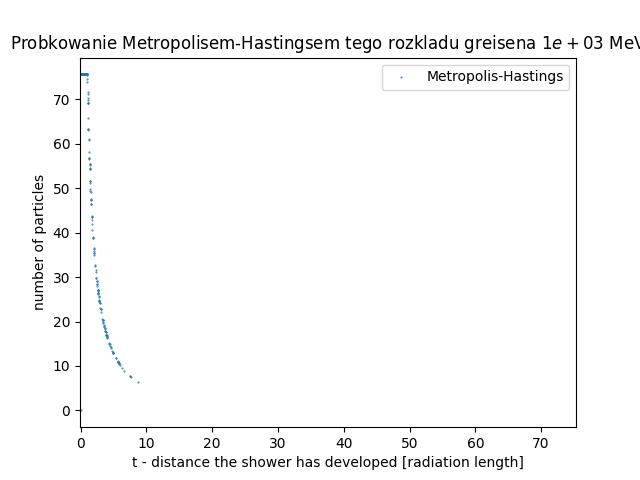 Probkowanie Metropolisem-Hastingsem tego rozkladu greisena 1e + 03 MeV
Metropolis-Hastings
number of particles
70
60
50
40
30
20
10
0
0 10 20 30 40 50 60 70
t - distance the shower has developed [radiation length]